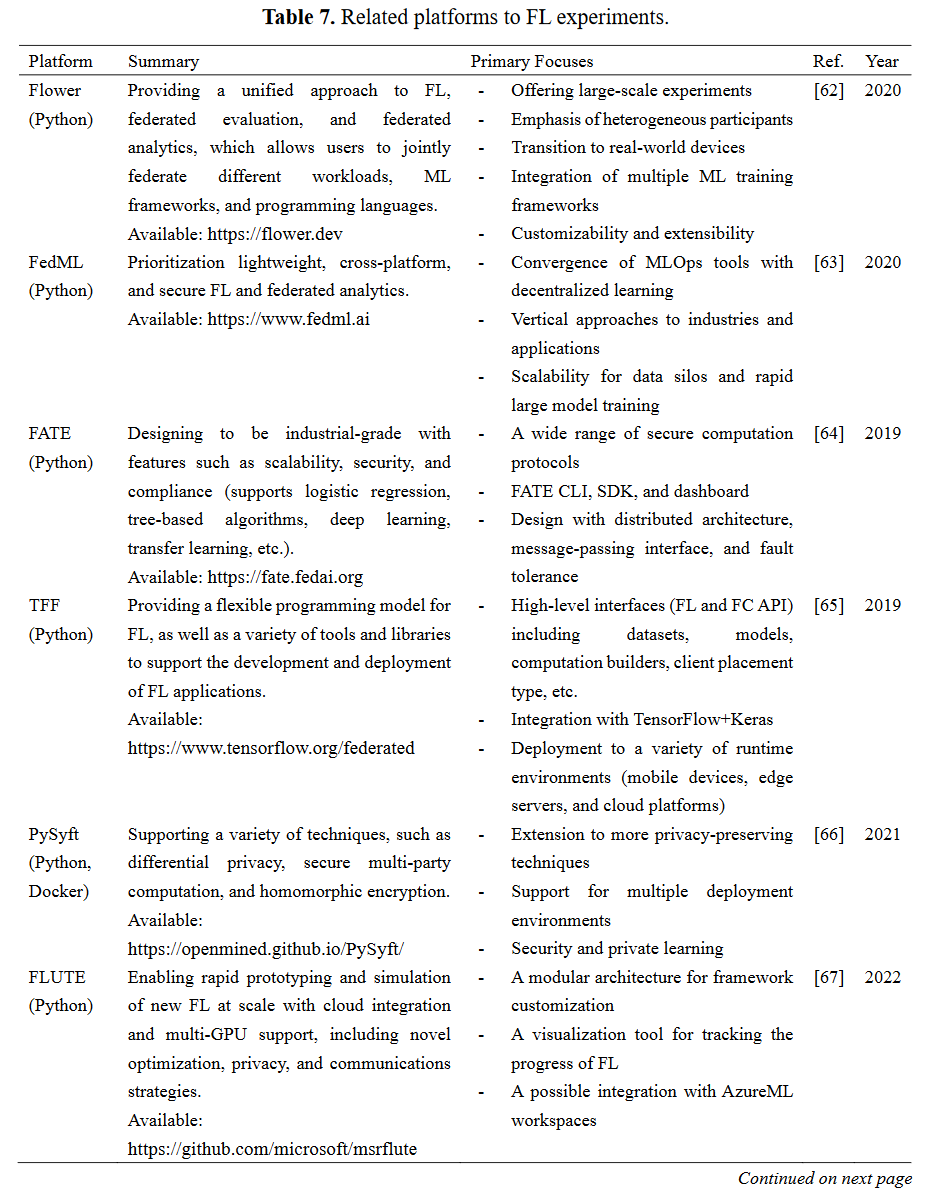 Table 7. Related platforms to FL experiments.
Platform Summary Primary Focuses Ref. Year
Flower Providing a unified approach to FL, - Offering large-scale experiments [62] 2020
(Python) federated evaluation, and federated - Emphasis of heterogeneous participants
analytics, which allows users to jointly - Transition to real-world devices
federate different workloads, ML - Integration of multiple ML training
frameworks, and programming languages. frameworks
Available: https://flower.dev - Customizability and extensibility
FedML Prioritization lightweight, cross-platform, - Convergence of MLOps tools with [63] 2020
(Python) and secure FL and federated analytics. decentralized learning
Available: https://www.fedml.ai - Vertical approaches to industries and
applications
- Scalability for data silos and rapid
large model training
FATE Designing to be industrial-grade with - A wide range of secure computation [64] 2019
(Python) features such as scalability, security, and protocols
compliance (supports logistic regression, - FATE CLI, SDK, and dashboard
tree-based algorithms, deep learning, - Design with distributed architecture,
transfer learning, etc.). message-passing interface, and fault
Available: https://fate.fedai.org tolerance
TFF Providing a flexible programming model for - High-level interfaces (FL and FC API) [65] 2019
(Python) FL, as well as a variety of tools and libraries including datasets, models,
to support the development and deployment computation builders, client placement
of FL applications. type, etc.
Available: - Integration with TensorFlow+Keras
https://www.tensorflow.org/federated - Deployment to a variety of runtime
environments (mobile devices, edge
servers, and cloud platforms)
PySyft Supporting a variety of techniques, such as - Extension to more privacy-preserving [66] 2021
(Python, differential privacy, secure multi-party techniques
Docker) computation, and homomorphic encryption. - Support for multiple deployment
Available: environments
https://openmined.github.io/PySyft/ - Security and private learning
FLUTE Enabling rapid prototyping and simulation - A modular architecture for framework [67] 2022
(Python) of new FL at scale with cloud integration customization
and multi-GPU support, including novel - A visualization tool for tracking the
optimization, privacy, and communications progress of FL
strategies. - A possible integration with AzureML
Available: workspaces
https://github.com/microsoft/msrflute
Continued on next page